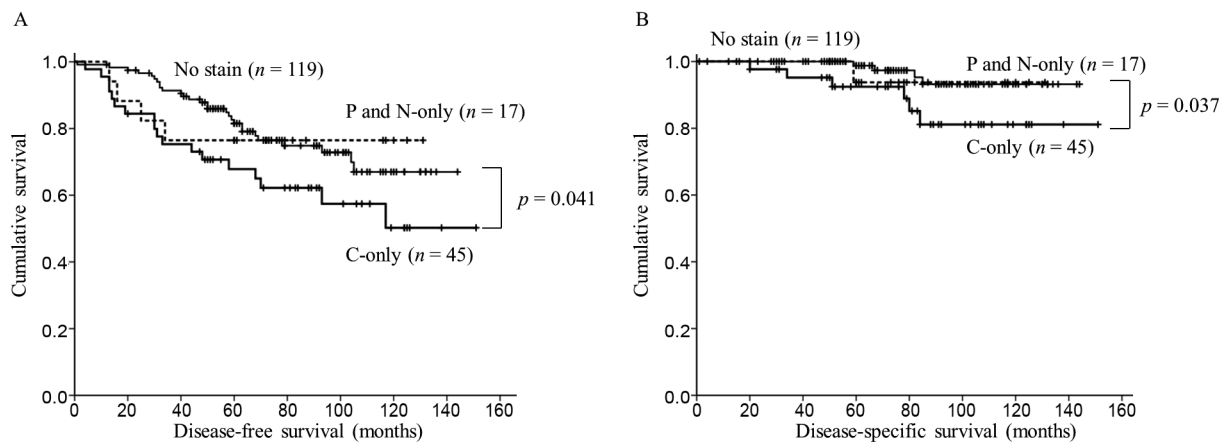 A
Cumulative survival
1.0
0.8
0.6
0.4
0.2
0.0
No stain (n = 119)
P and N-only (n = 17)
p = 0.041
C-only (n = 45)
0 20 40 60 80 100 120 140 160
Disease-free survival (months)
B
Cumulative survival
1.0
0.8
0.6
0.4
0.2
0.0
No stain (n = 119)
P and N-only (n = 17)
p = 0.037
C-only (n = 45)
0 20 40 60 80 100 120 140 160
Disease-specific survival (months)